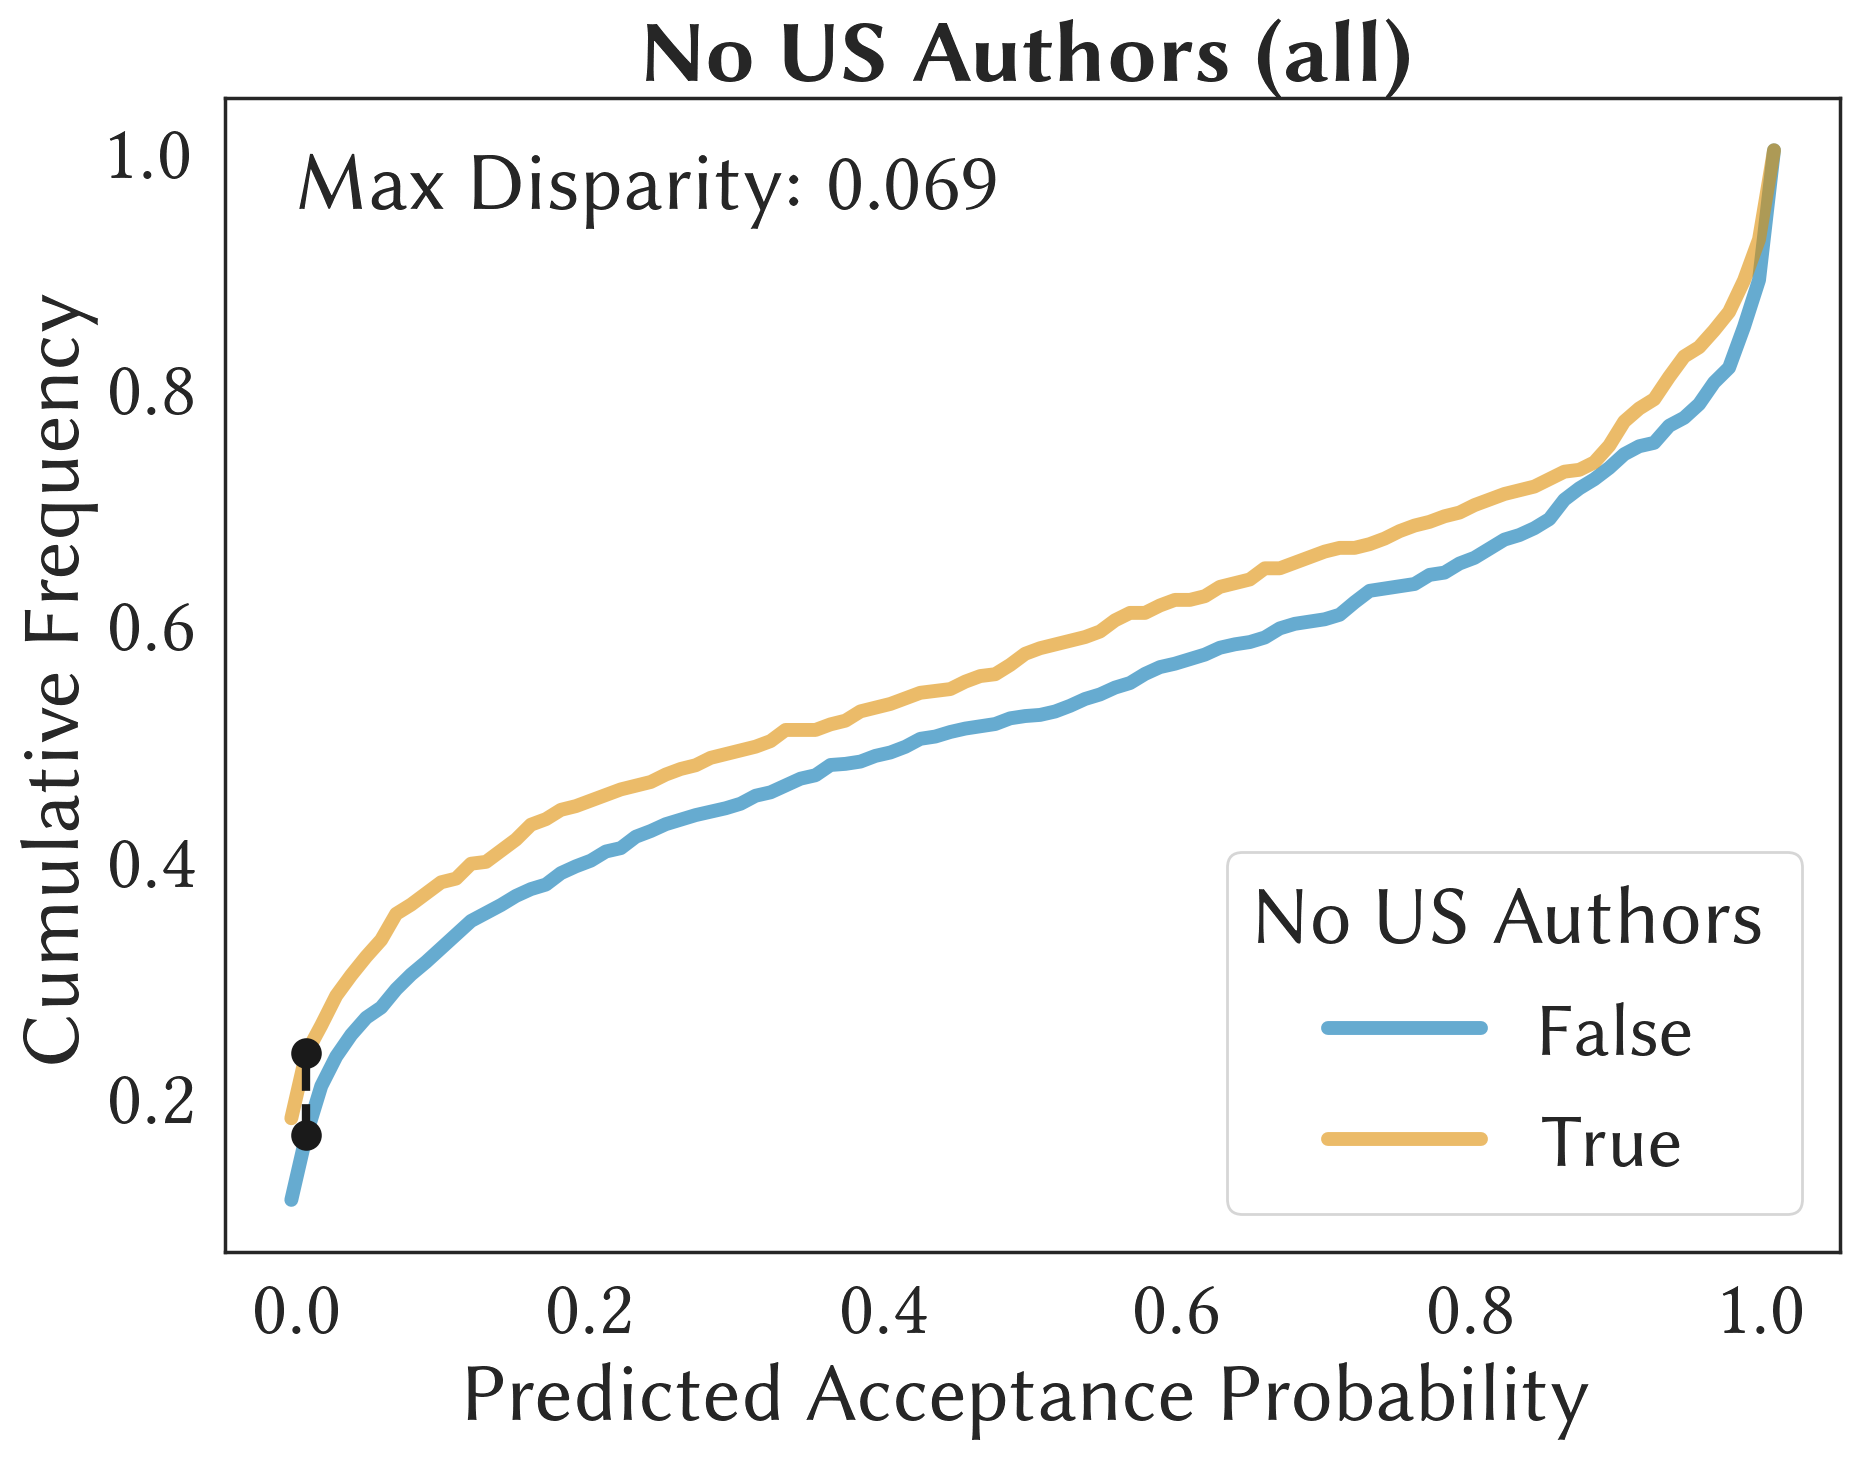 No US Authors (all)
Max Disparity: 0.069
Cumulative Frequency
1.0
0.8
0.6
0.4
0.2
No US Authors
False
True
0.0 0.2 0.4 0.6 0.8 1.0
Predicted Acceptance Probability